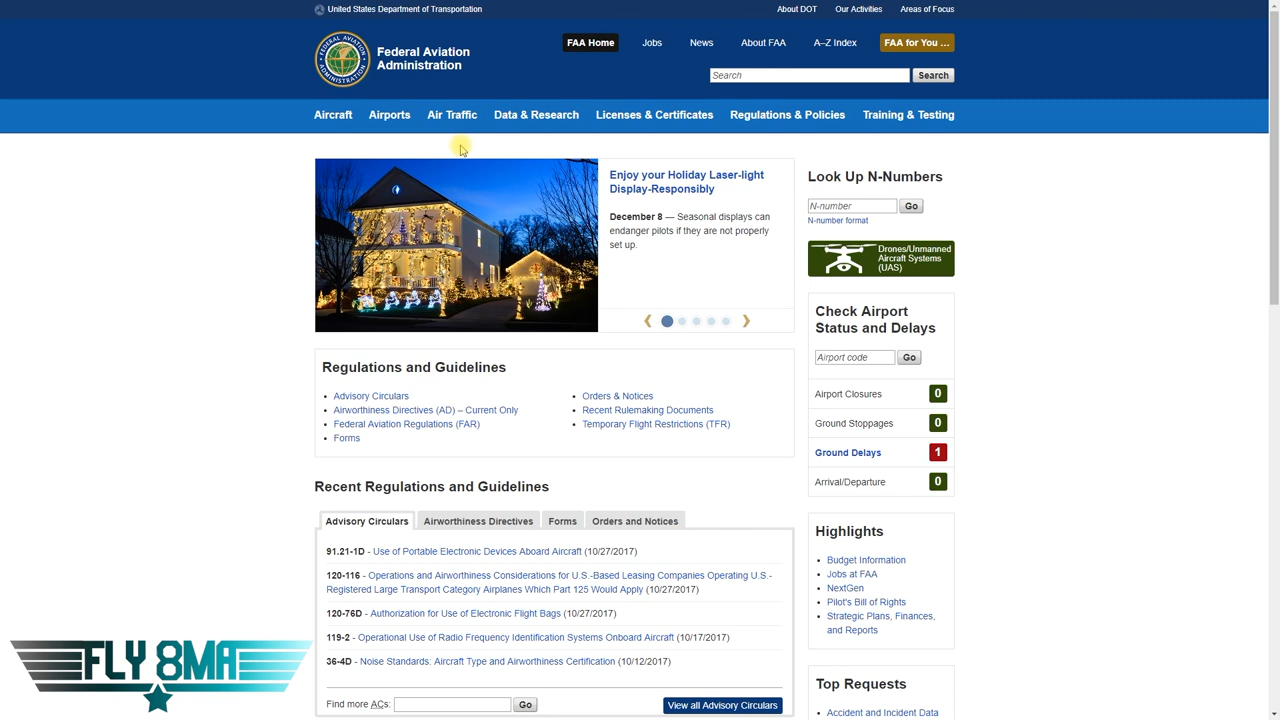 United States Department of Transportation
About DOT Our Activities Areas of Focus
Federal Aviation
Administration
FAA Home Jobs News About FAA A–Z Index FAA for You ...
Search Search
Aircraft Airports Air Traffic Data & Research Licenses & Certificates Regulations & Policies Training & Testing
Enjoy your Holiday Laser-light
Display-Responsibly
December 8 — Seasonal displays can
endanger pilots if they are not properly
set up.
Look Up N-Numbers
N-number Go
N-number format
Drones/Unmanned
Aircraft Systems
(UAS)
Check Airport
Status and Delays
Airport code Go
Airport Closures 0
Ground Stoppages 0
Ground Delays 1
Arrival/Departure 0
Regulations and Guidelines
Advisory Circulars
Airworthiness Directives (AD) – Current Only
Federal Aviation Regulations (FAR)
Forms
Orders & Notices
Recent Rulemaking Documents
Temporary Flight Restrictions (TFR)
Recent Regulations and Guidelines
Advisory Circulars Airworthiness Directives Forms Orders and Notices
91.21-1D - Use of Portable Electronic Devices Aboard Aircraft (10/27/2017)
120-116 - Operations and Airworthiness Considerations for U.S.-Based Leasing Companies Operating U.S.-
Registered Large Transport Category Airplanes Which Part 125 Would Apply (10/27/2017)
120-76D - Authorization for Use of Electronic Flight Bags (10/27/2017)
119-2 - Operational Use of Radio Frequency Identification Systems Onboard Aircraft (10/17/2017)
36-4D - Noise Standards: Aircraft Type and Airworthiness Certification (10/12/2017)
Find more ACs: Go View all Advisory Circulars
Highlights
Budget Information
Jobs at FAA
NextGen
Pilot's Bill of Rights
Strategic Plans, Finances,
and Reports
Top Requests
Accident and Incident Data
FLY 8MA